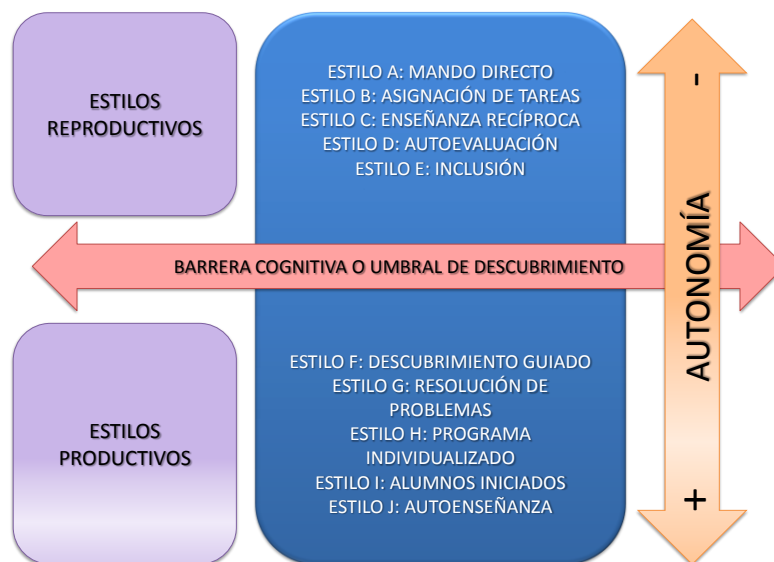 ESTILOS
REPRODUCTIVOS
ESTILO A: MANDO DIRECTO
ESTILO B: ASIGNACIÓN DE TAREAS
ESTILO C: ENSEÑANZA RECÍPROCA
ESTILO D: AUTOEVALUACIÓN
ESTILO E: INCLUSIÓN
-
AUTONOMÍA
+
BARRERA COGNITIVA O UMBRAL DE DESCUBRIMIENTO
ESTILOS
PRODUCTIVOS
ESTILO F: DESCUBRIMIENTO GUIADO
ESTILO G: RESOLUCIÓN DE
PROBLEMAS
ESTILO H: PROGRAMA
INDIVIDUALIZADO
ESTILO I: ALUMNOS INICIADOS
ESTILO J: AUTOENSEÑANZA